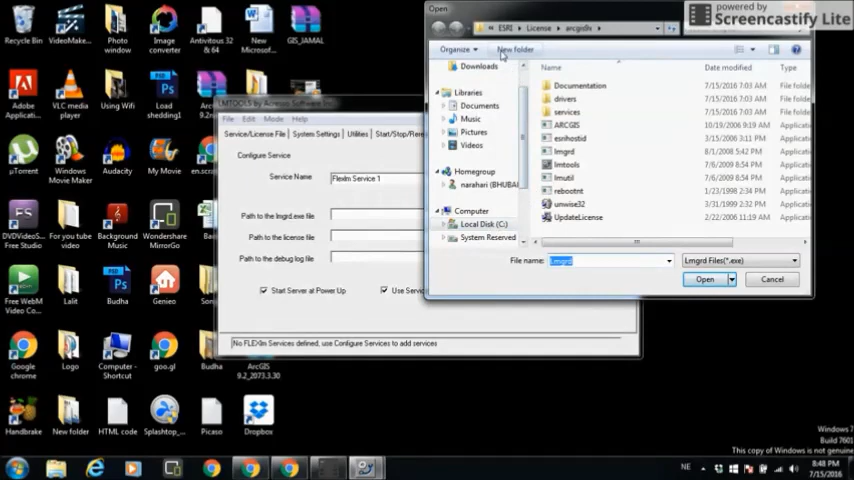 Open
powered by
Screencastify Lite
ESRI
License
arcgis9x
Organize
New folder
Name
Date modified
Type
Downloads
Libraries
Documents
Music
Pictures
Videos
Homegroup
Computer
Local Disk (C:)
System Reserved
Documentation
7/15/2016 7:03 AM
File folder
drivers
7/15/2016 7:03 AM
File folder
services
7/15/2016 7:03 AM
File folder
ARCGIS
10/19/2006 9:19 AM
Applicati
esrihostid
3/15/2006 3:12 PM
Applicati
lmgrd
8/1/2008 5:42 PM
Applicati
lmtools
7/6/2009 3:54 PM
Applicati
lmutil
7/6/2009 3:54 PM
Applicati
rebootnt
1/23/1998 2:34 PM
Applicati
unwise32
3/31/1999 2:32 PM
Applicati
UpdateLicense
2/22/2006 11:19 AM
Applicati
File name:
Lmgrd
Lmgrd Files(*.exe)
Open
Cancel
LMTOOLS by Acresso Software Inc.
File
Edit
Mode
Help
Service/License File
System Settings
Utilities
Start/Stop/Rere
Configure Service
Service Name
Flexlm Service 1
Path to the lmgrd.exe file
Path to the license file
Path to the debug log file
Start Server at Power Up
Use Servic
No FLEXlm Services defined, use Configure Services to add services
Recycle Bin
VideoMake...
Photo window
Image converter
Antivitous 32 & 64
New Microsof...
GIS_JAMAL
Adobe Applicati...
VLC media player
Using Wifi
Load shedding1
µTorrent
Windows Movie Maker
Audacity
My Movie
DVDVideoS... Free Studio
For you tube video
Background Music
Wondershare MirrorGo
Free WebM Video Co...
Lalit
Budha
Genieo
Google chrome
Logo
Computer - Shortcut
goo.gl
Budha
ArcGIS 9.2_2073.3.30
Handbrake
New folder
HTML code
Splashtop_...
Picaso
Dropbox
Windows 7
Build 7601
This copy of Windows is not genuine
NE
8:48 PM
7/15/2016